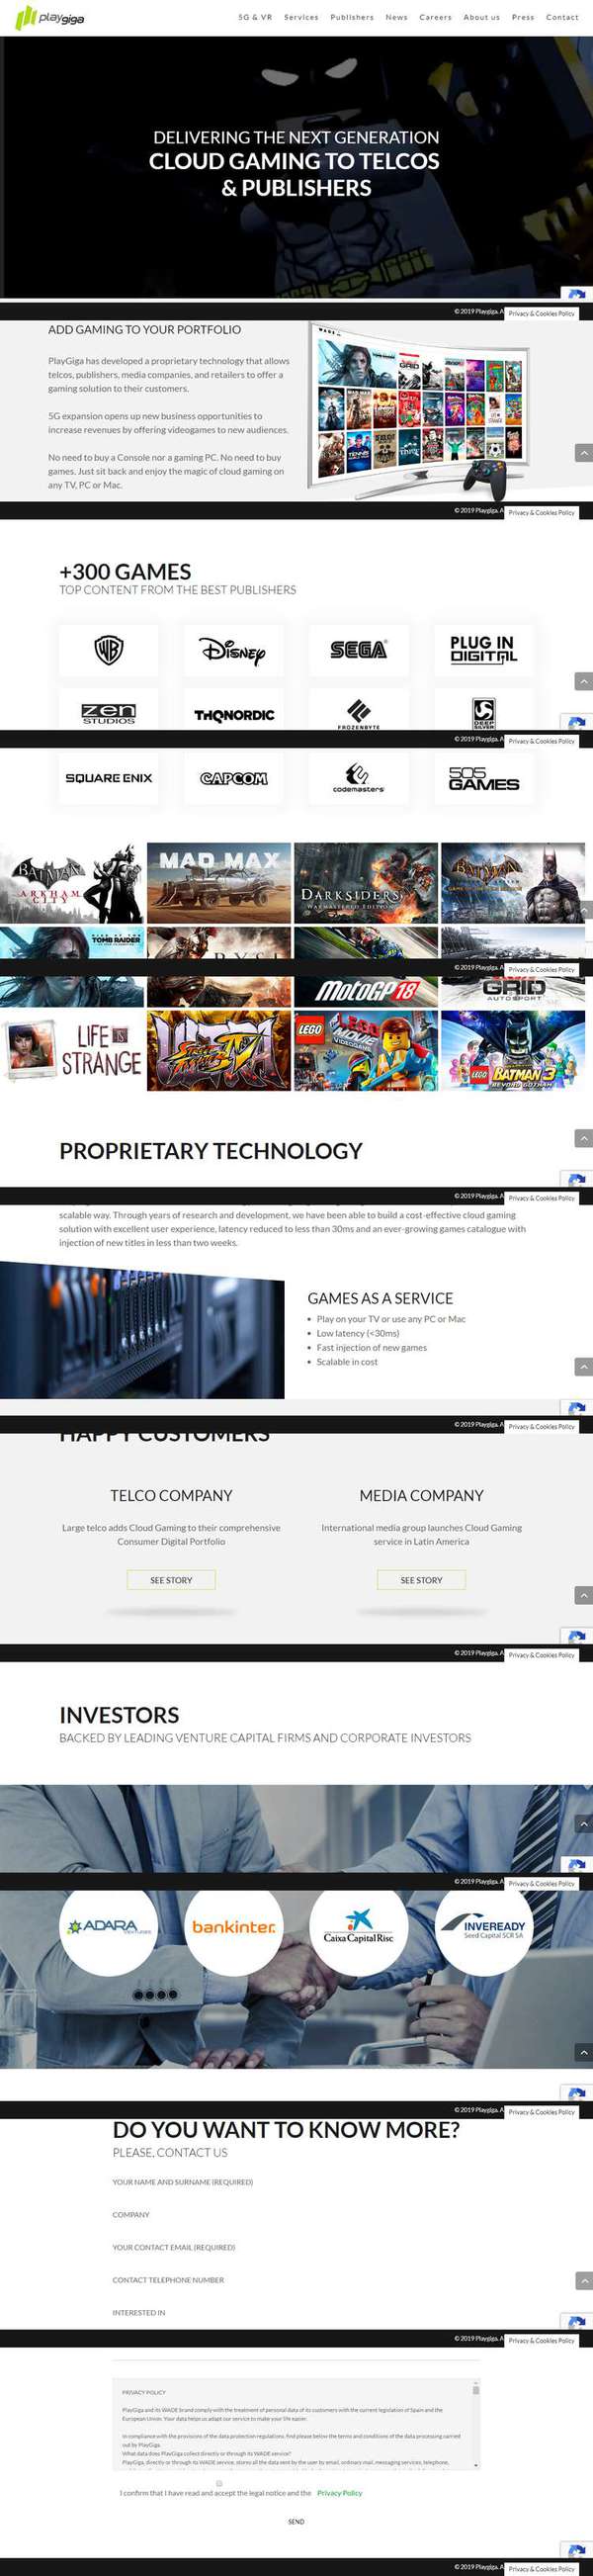 playgiga
5G & VR Services Publishers News Careers About us Press Contact
DELIVERING THE NEXT GENERATION
CLOUD GAMING TO TELCOS
& PUBLISHERS
© 2019 Playgiga. A
Privacy & Cookies Policy
ADD GAMING TO YOUR PORTFOLIO
PlayGiga has developed a proprietary technology that allows
telcos, publishers, media companies, and retailers to offer a
gaming solution to their customers.
5G expansion opens up new business opportunities to
increase revenues by offering videogames to new audiences.
No need to buy a Console nor a gaming PC. No need to buy
games. Just sit back and enjoy the magic of cloud gaming on
any TV, PC or Mac.
GRID
© 2019 Playgiga. A
Privacy & Cookies Policy
+300 GAMES
TOP CONTENT FROM THE BEST PUBLISHERS
WB
Disney
SEGA
PLUG IN
DIGITAL
zen
STUDIOS
THQNORDIC
FROZENBYTE
DEEP
SILVER
© 2019 Playgiga. A
Privacy & Cookies Policy
SQUARE ENIX
CAPCOM
codemasters
505
GAMES
BATMAN
ARKHAM
CITY
MAD MAX
DARKSIDERS
WARMASTERED EDITION
BATMAN
TOMB RAIDER
© 2019 Playgiga. A
Privacy & Cookies Policy
MotoGP 18
GRID
AUTOSPORT
LIFE IS
STRANGE
LEGO
MOVIE
VIDEOGAME
LEGO BATMAN 3
BEYOND GOTHAM
PROPRIETARY TECHNOLOGY
© 2019 Playgiga. A
Privacy & Cookies Policy
scalable way. Through years of research and development, we have been able to build a cost-effective cloud gaming
solution with excellent user experience, latency reduced to less than 30ms and an ever-growing games catalogue with
injection of new titles in less than two weeks.
GAMES AS A SERVICE
• Play on your TV or use any PC or Mac
• Low latency (<30ms)
• Fast injection of new games
• Scalable in cost
© 2019 Playgiga. A
Privacy & Cookies Policy
HAPPY CUSTOMERS
TELCO COMPANY
Large telco adds Cloud Gaming to their comprehensive
Consumer Digital Portfolio
SEE STORY
MEDIA COMPANY
International media group launches Cloud Gaming
service in Latin America
SEE STORY
© 2019 Playgiga. A
Privacy & Cookies Policy
INVESTORS
BACKED BY LEADING VENTURE CAPITAL FIRMS AND CORPORATE INVESTORS
© 2019 Playgiga. A
Privacy & Cookies Policy
ADARA
VENTURES
bankinter.
CaixaCapitalRisc
INVEREADY
Seed Capital SCR SA
© 2019 Playgiga. A
Privacy & Cookies Policy
DO YOU WANT TO KNOW MORE?
PLEASE, CONTACT US
YOUR NAME AND SURNAME (REQUIRED)
COMPANY
YOUR CONTACT EMAIL (REQUIRED)
CONTACT TELEPHONE NUMBER
INTERESTED IN
© 2019 Playgiga. A
Privacy & Cookies Policy
PRIVACY POLICY
PlayGiga and its WADE brand comply with the treatment of personal data of its customers with the current legislation of Spain and the
European Union. Your data helps us adapt our service to make your life easier.
In compliance with the provisions of the data protection regulations, find please below the terms and conditions of the data processing carried
out by PlayGiga.
What data does PlayGiga collect directly or through its WADE service?
PlayGiga, directly or through its WADE service, stores all the data sent by the user by email, ordinary mail, messaging services, telephone,
I confirm that I have read and accept the legal notice and the Privacy Policy
SEND
© 2019 Playgiga. A
Privacy & Cookies Policy